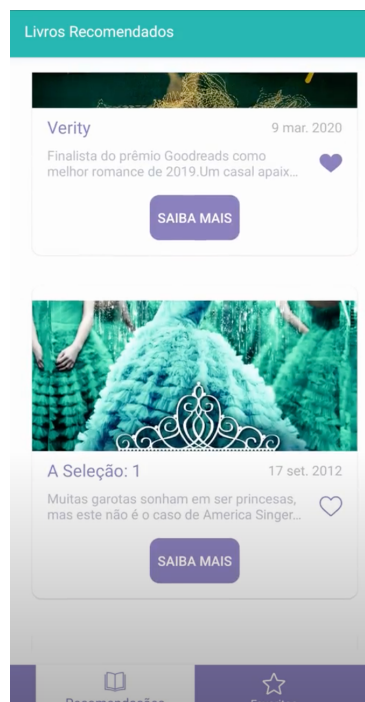 Livros Recomendados
Verity
9 mar. 2020
Finalista do prêmio Goodreads como
melhor romance de 2019.Um casal apaix...
SAIBA MAIS
A Seleção: 1
17 set. 2012
Muitas garotas sonham em ser princesas,
mas este não é o caso de America Singer...
SAIBA MAIS
Recomendações